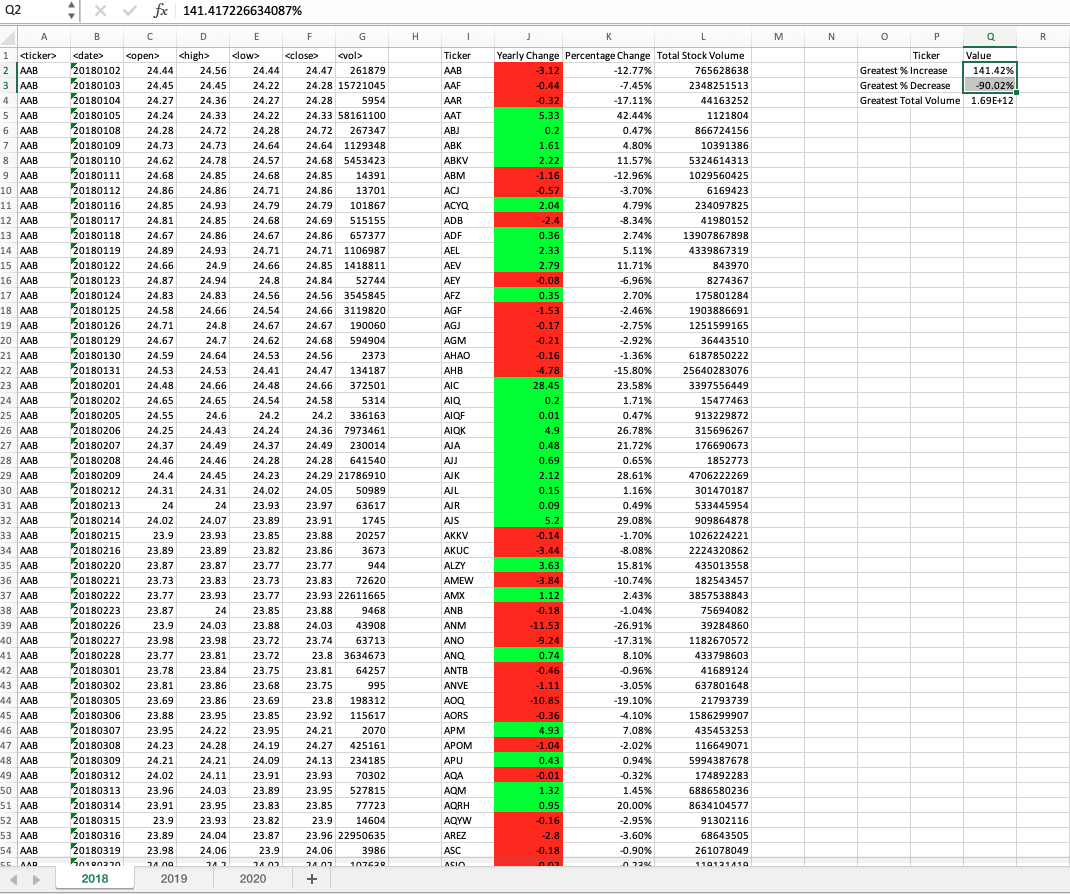 Q2 fx 141.417226634087%
A B C D E F G H I J K L M N O P Q R
1 <ticker> <date> <open> <high> <low> <close> <vol> Ticker Yearly Change Percentage Change Total Stock Volume Ticker Value
2 AAB 20180102 24.44 24.56 24.44 24.47 261879 AAB -3.12 -12.77% 765628638 Greatest % Increase 141.42%
3 AAB 20180103 24.45 24.45 24.22 24.28 15721045 AAF -0.44 -7.45% 2348251513 Greatest % Decrease -90.02%
4 AAB 20180104 24.27 24.36 24.27 24.28 5954 AAR -0.32 -17.11% 44163252 Greatest Total Volume 1.69E+12
5 AAB 20180105 24.24 24.33 24.22 24.33 58161100 AAT 5.33 42.44% 1121804
6 AAB 20180108 24.28 24.72 24.28 24.72 267347 ABJ 0.2 0.47% 866724156
7 AAB 20180109 24.73 24.73 24.64 24.64 1129348 ABK 1.61 4.80% 10391386
8 AAB 20180110 24.62 24.78 24.57 24.68 5453423 ABKV 2.22 11.57% 5324614313
9 AAB 20180111 24.68 24.85 24.68 24.85 14391 ABM -1.16 -12.96% 1029560425
10 AAB 20180112 24.86 24.86 24.71 24.86 13701 ACJ -0.57 -3.70% 6169423
11 AAB 20180116 24.85 24.93 24.79 24.79 101867 ACYQ 2.04 4.79% 234097825
12 AAB 20180117 24.81 24.85 24.68 24.69 515155 ADB -2.4 -8.34% 41980152
13 AAB 20180118 24.67 24.86 24.67 24.86 657377 ADF 0.36 2.74% 13907867898
14 AAB 20180119 24.89 24.93 24.71 24.71 1106987 AEL 2.33 5.11% 4339867319
15 AAB 20180122 24.66 24.9 24.66 24.85 1418811 AEV 2.79 11.71% 843970
16 AAB 20180123 24.87 24.94 24.8 24.84 52744 AEY -0.08 -6.96% 8274367
17 AAB 20180124 24.83 24.83 24.56 24.56 3545845 AFZ 0.35 2.70% 175801284
18 AAB 20180125 24.58 24.66 24.54 24.66 3119820 AGF -1.53 -2.46% 1903886691
19 AAB 20180126 24.71 24.8 24.67 24.67 190060 AGJ -0.17 -2.75% 1251599165
20 AAB 20180129 24.67 24.7 24.62 24.68 594904 AGM -0.21 -2.92% 36443510
21 AAB 20180130 24.59 24.64 24.53 24.56 2373 AHAO -0.16 -1.36% 6187850222
22 AAB 20180131 24.53 24.53 24.41 24.47 134187 AHB -4.78 -15.80% 25640283076
23 AAB 20180201 24.48 24.66 24.48 24.66 372501 AIC 28.45 23.58% 3397556449
24 AAB 20180202 24.65 24.65 24.54 24.58 5314 AIQ 0.2 1.71% 15477463
25 AAB 20180205 24.55 24.6 24.2 24.2 336163 AIQF 0.01 0.47% 913229872
26 AAB 20180206 24.25 24.43 24.24 24.36 7973461 AIQK 4.9 26.78% 315696267
27 AAB 20180207 24.37 24.49 24.37 24.49 230014 AJA 0.48 21.72% 176690673
28 AAB 20180208 24.46 24.46 24.28 24.28 641540 AJJ 0.69 0.65% 1852773
29 AAB 20180209 24.4 24.45 24.23 24.29 21786910 AJK 2.12 28.61% 4706222269
30 AAB 20180212 24.31 24.31 24.02 24.05 50989 AJL 0.15 1.16% 301470187
31 AAB 20180213 24 24 23.93 23.97 63617 AJR 0.09 0.49% 533445954
32 AAB 20180214 24.02 24.07 23.89 23.91 1745 AJS 5.2 29.08% 909864878
33 AAB 20180215 23.9 23.93 23.85 23.88 20257 AKKV -0.14 -1.70% 1026224221
34 AAB 20180216 23.89 23.89 23.82 23.86 3673 AKUC -3.44 -8.08% 2224320862
35 AAB 20180220 23.87 23.87 23.77 23.77 944 ALZY 3.63 15.81% 435013558
36 AAB 20180221 23.73 23.83 23.73 23.83 72620 AMEW -3.84 -10.74% 182543457
37 AAB 20180222 23.77 23.93 23.77 23.93 22611665 AMX 1.12 2.43% 3857538843
38 AAB 20180223 23.87 24 23.85 23.88 9468 ANB -0.18 -1.04% 75694082
39 AAB 20180226 23.9 24.03 23.88 24.03 43908 ANM -11.53 -26.91% 39284860
40 AAB 20180227 23.98 23.98 23.72 23.74 63713 ANO -9.24 -17.31% 1182670572
41 AAB 20180228 23.77 23.81 23.72 23.8 3634673 ANQ 0.74 8.10% 433798603
42 AAB 20180301 23.78 23.84 23.75 23.81 64257 ANTB -0.46 -0.96% 41689124
43 AAB 20180302 23.81 23.86 23.68 23.75 995 ANVE -1.11 -3.05% 637801648
44 AAB 20180305 23.69 23.86 23.69 23.8 198312 AOQ -10.85 -19.10% 21793739
45 AAB 20180306 23.88 23.95 23.85 23.92 115617 AORS -0.36 -4.10% 1586299907
46 AAB 20180307 23.95 24.22 23.95 24.21 2070 APM 4.93 7.08% 435453253
47 AAB 20180308 24.23 24.28 24.19 24.27 425161 APOM -1.04 -2.02% 116649071
48 AAB 20180309 24.21 24.21 24.09 24.13 234185 APU 0.43 0.94% 5994387678
49 AAB 20180312 24.02 24.11 23.91 23.93 70302 AQA -0.01 -0.32% 174892283
50 AAB 20180313 23.96 24.03 23.89 23.95 527815 AQM 1.32 1.45% 6886580236
51 AAB 20180314 23.91 23.95 23.83 23.85 77723 AQRH 0.95 20.00% 8634104577
52 AAB 20180315 23.9 23.93 23.82 23.9 14604 AQYW -0.16 -2.95% 91302116
53 AAB 20180316 23.89 24.04 23.87 23.96 22950635 AREZ -2.8 -3.60% 68643505
54 AAB 20180319 23.98 24.06 23.9 24.06 3986 ASC -0.18 -0.90% 261078049
2018 2019 2020 +